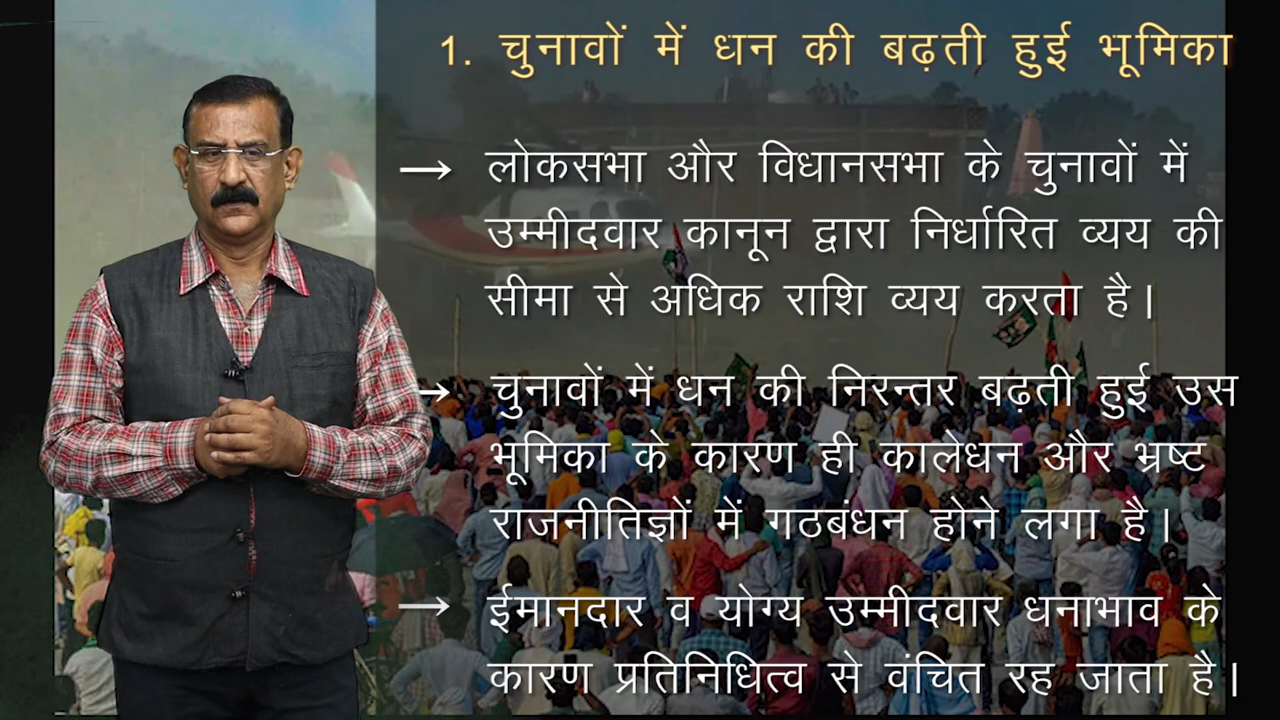 1. चुनावों में धन की बढ़ती हुई भूमिका
→ लोकसभा और विधानसभा के चुनावों में
उम्मीदवार कानून द्वारा निर्धारित व्यय की
सीमा से अधिक राशि व्यय करता है।
→ चुनावों में धन की निरन्तर बढ़ती हुई उस
भूमिका के कारण ही कालेधन और भ्रष्ट
राजनीतिज्ञों में गठबंधन होने लगा है।
→ ईमानदार व योग्य उम्मीदवार धनाभाव के
कारण प्रतिनिधित्व से वंचित रह जाता है।